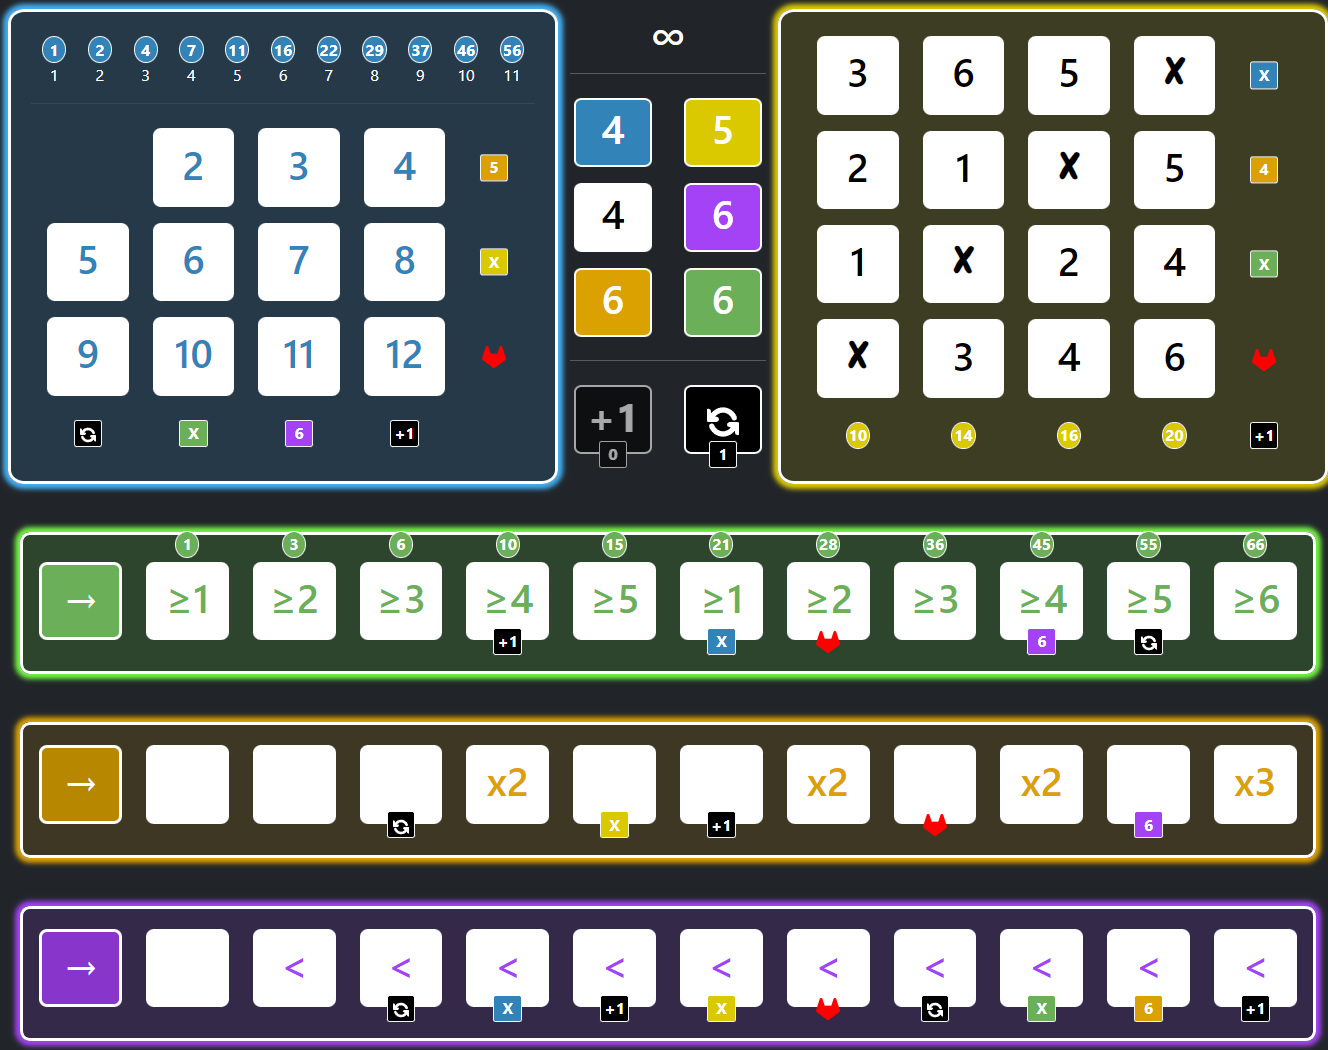 1 2 4 7 11 16 22 29 37 46 56
1 2 3 4 5 6 7 8 9 10 11
2 3 4 5
5 6 7 8 X
9 10 11 12
X 6 +1
∞
4 5
4 6
6 6
+1
0 1
3 6 5 X X
2 1 X 5 4
1 X 2 4 X
X 3 4 6
10 14 16 20 +1
1 3 6 10 15 21 28 36 45 55 66
→ ≥1 ≥2 ≥3 ≥4 ≥5 ≥1 ≥2 ≥3 ≥4 ≥5 ≥6
+1 X 6
→ x2 x2 x2 x3
X +1 6
→ < < < < < < < < < <
X +1 X X 6 +1